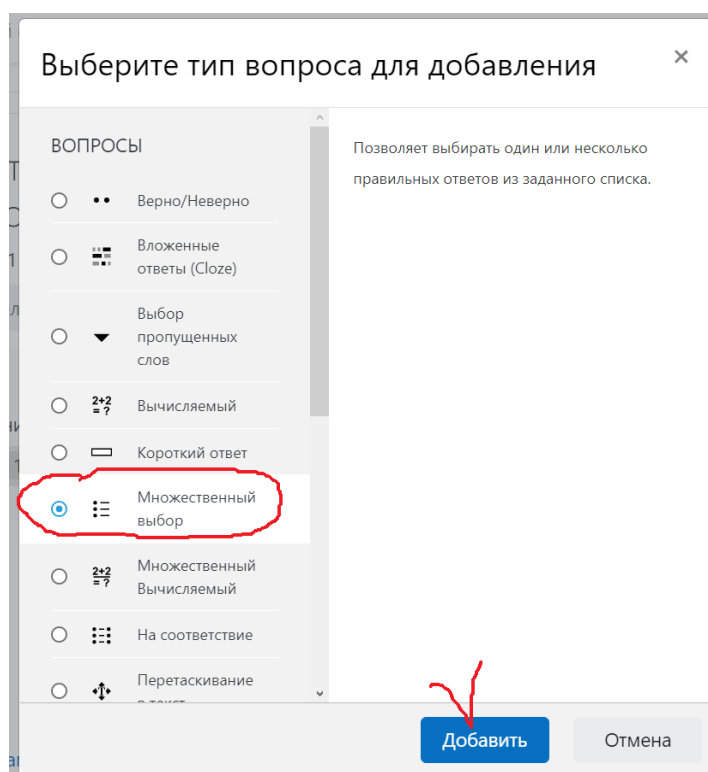 Выберите тип вопроса для добавления
×
ВОПРОСЫ
Верно/Неверно
Вложенные
ответы (Cloze)
Выбор
пропущенных
слов
2+2
= ?
Вычисляемый
Короткий ответ
Множественный
выбор
2+2
= ?
Множественный
Вычисляемый
На соответствие
Перетаскивание
в текст
Позволяет выбирать один или несколько
правильных ответов из заданного списка.
Добавить
Отмена